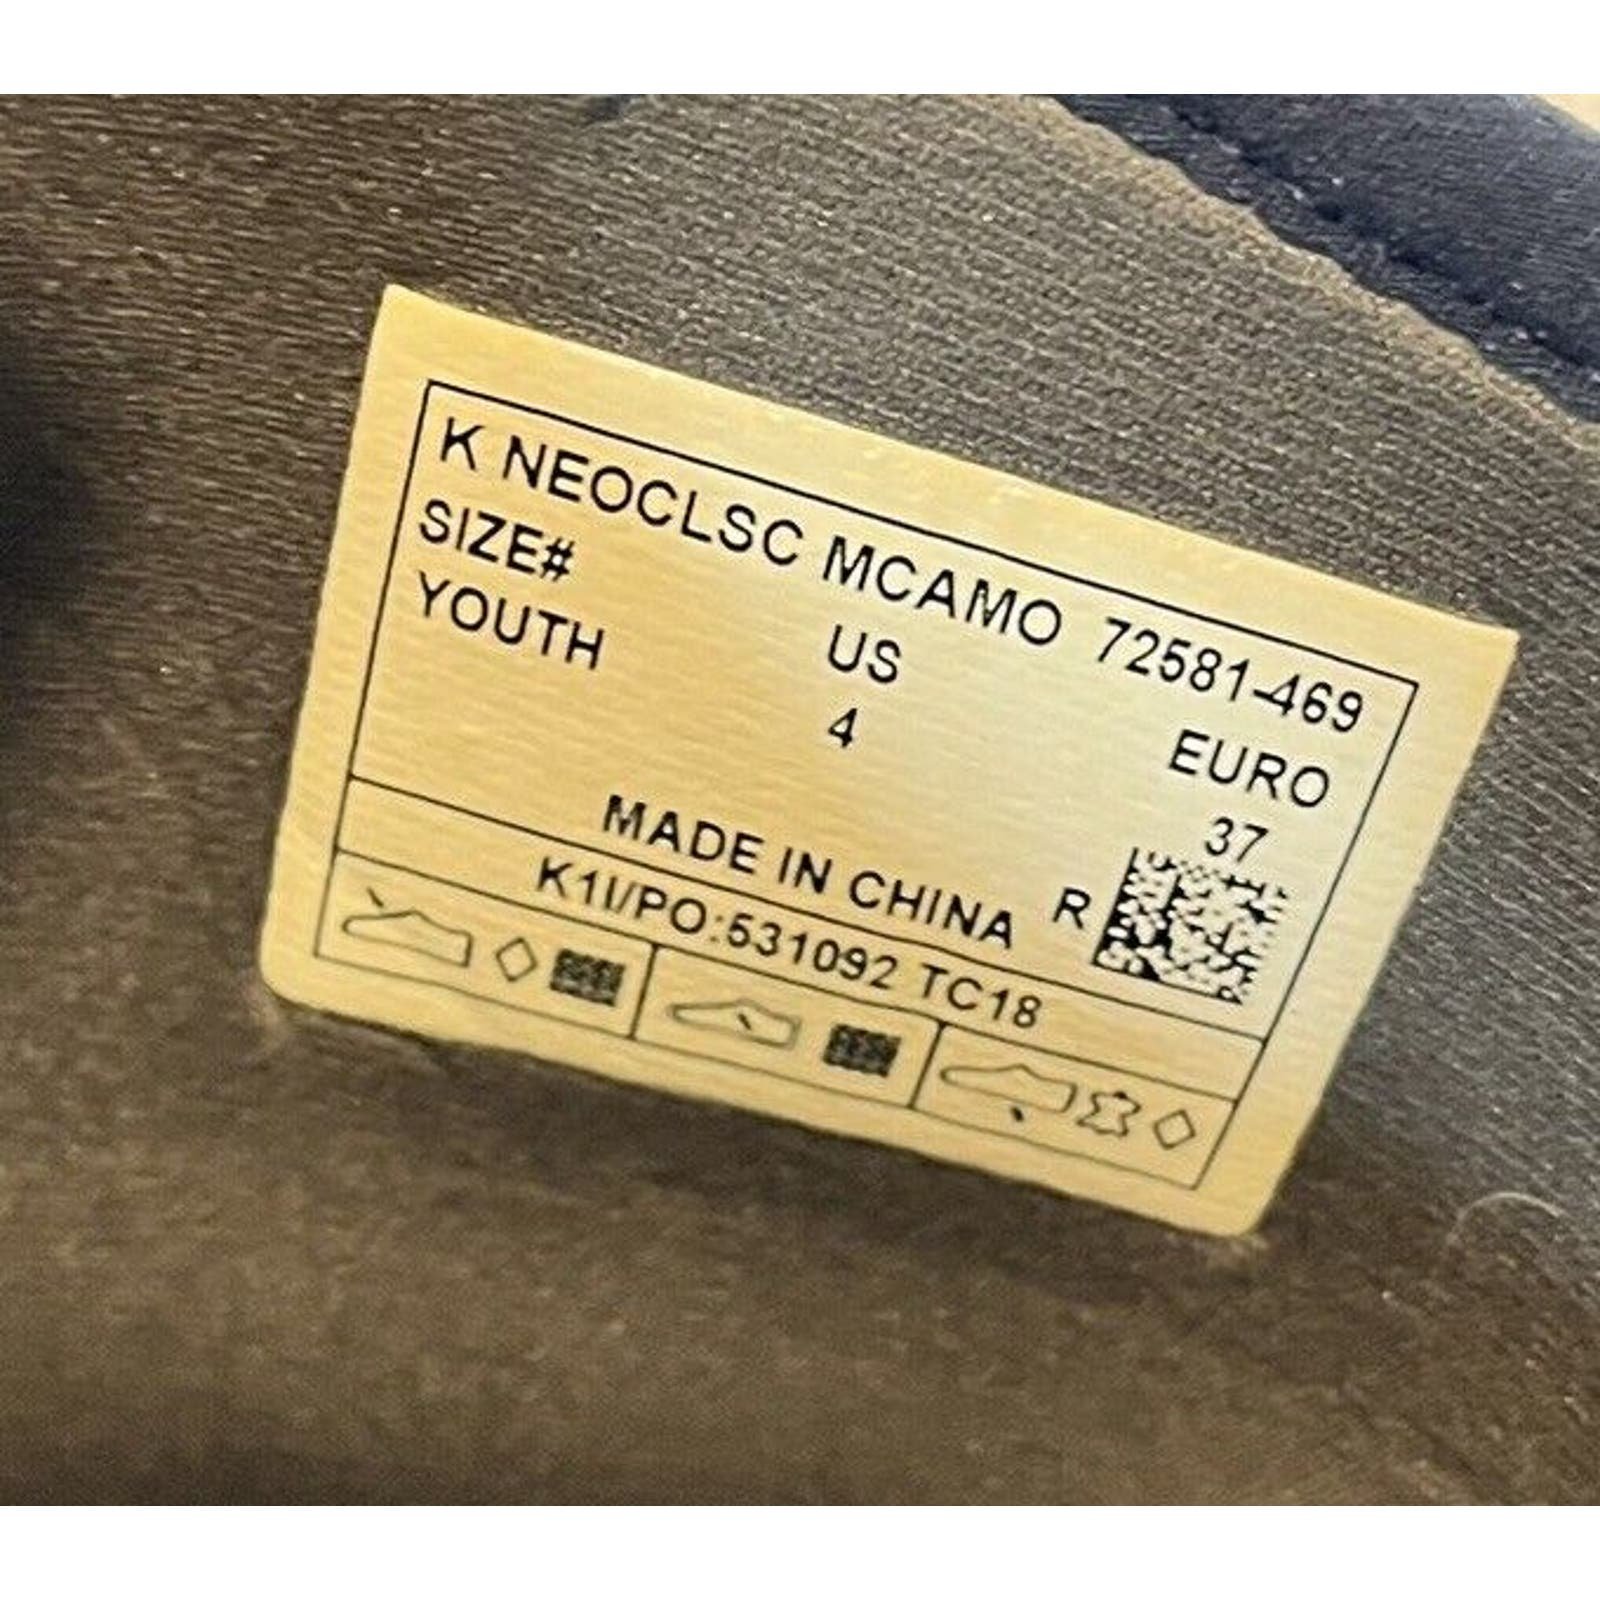 K NEOCLSC MCAMO 72581-469
SIZE# US EURO
YOUTH 4 37
MADE IN CHINA R
K1I/PO:531092 TC18